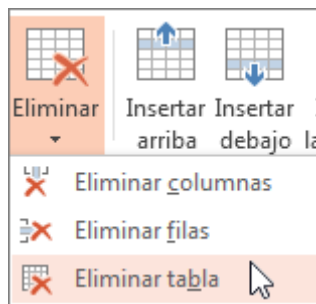 Eliminar
Insertar Insertar
arriba debajo
Eliminar columnas
Eliminar filas
Eliminar tabla